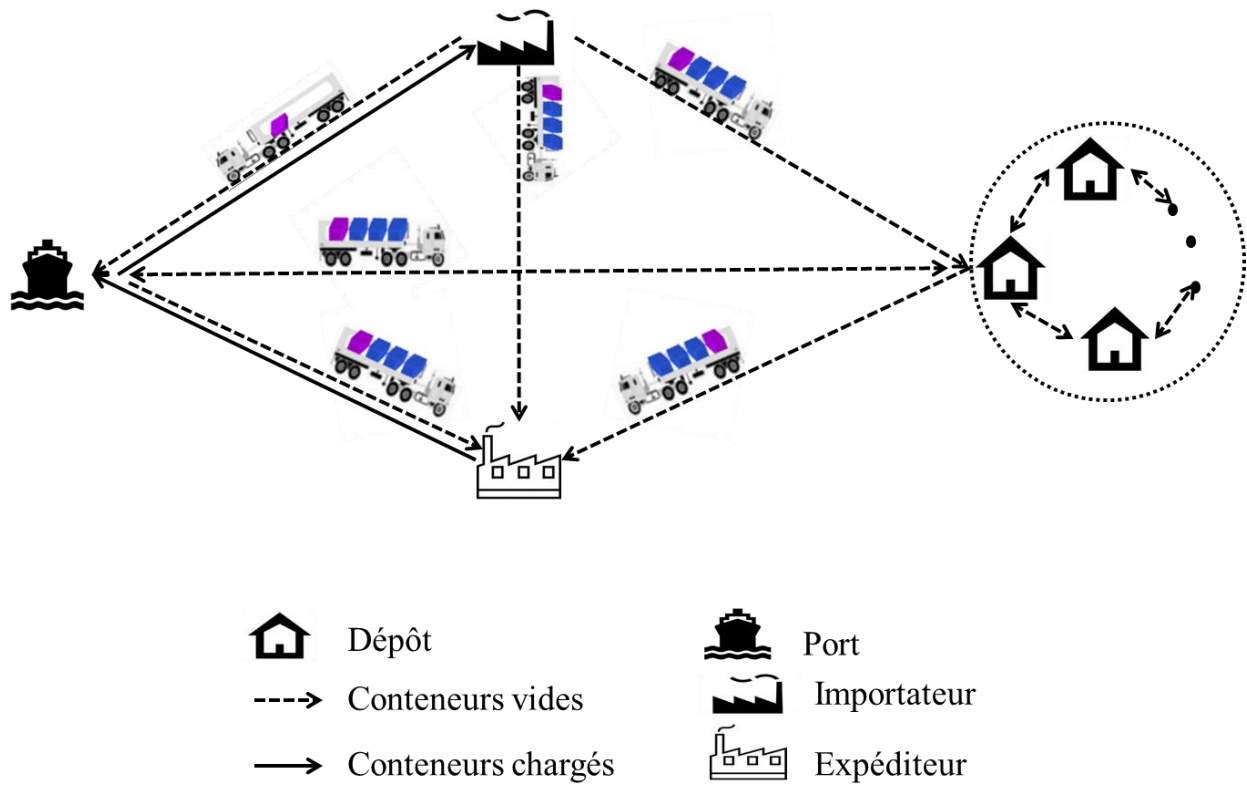 Dépôt
Port
Conteneurs vides
Importateur
Conteneurs chargés
Expéditeur